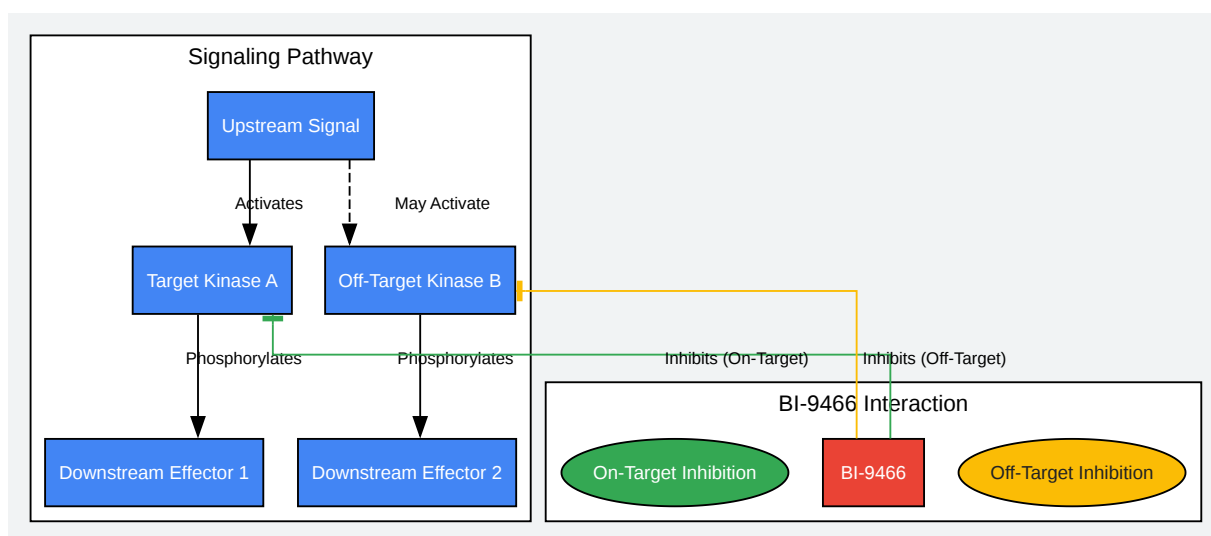 Signaling Pathway
Upstream Signal
Activates
May Activate
Target Kinase A
Off-Target Kinase B
Phosphorylates
Phosphorylates
Inhibits (On-Target)
Inhibits (Off-Target)
BI-9466 Interaction
Downstream Effector 1
Downstream Effector 2
On-Target Inhibition
BI-9466
Off-Target Inhibition